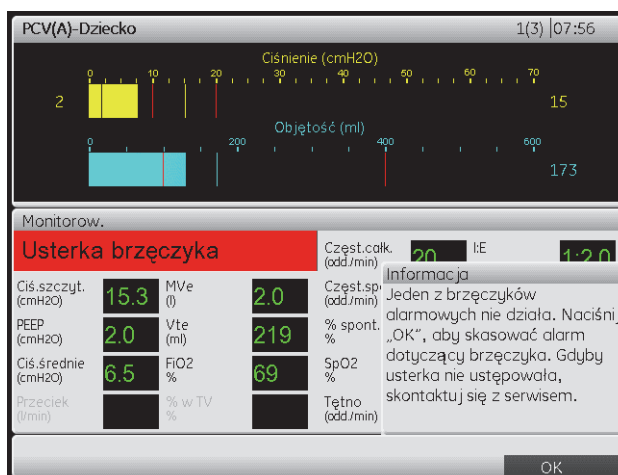 PCV(A)-Dziecko 1(3) 07:56
Ciśnienie (cmH2O)
0 10 20 30 40 50 60 70
2 15
Objętość (ml)
0 200 400 600
173
Monitorow.
Usterka brzęczyka
Częst.całk. (odd./min) 20 I:E 1:2.0
Ciś.szczyt. (cmH2O) 15.3 MVe (l) 2.0 Częst.sp (odd./min)
PEEP (cmH2O) 2.0 Vte (ml) 219 % spont. %
Ciś.średnie (cmH2O) 6.5 FiO2 % 69 SpO2 %
Przeciek (l/min) % w TV % Tętno (odd./min)
Informacja
Jeden z brzęczyków
alarmowych nie działa. Naciśnij
„OK”, aby skasować alarm
dotyczący brzęczyka. Gdyby
usterka nie ustępowała,
skontaktuj się z serwisem.
OK